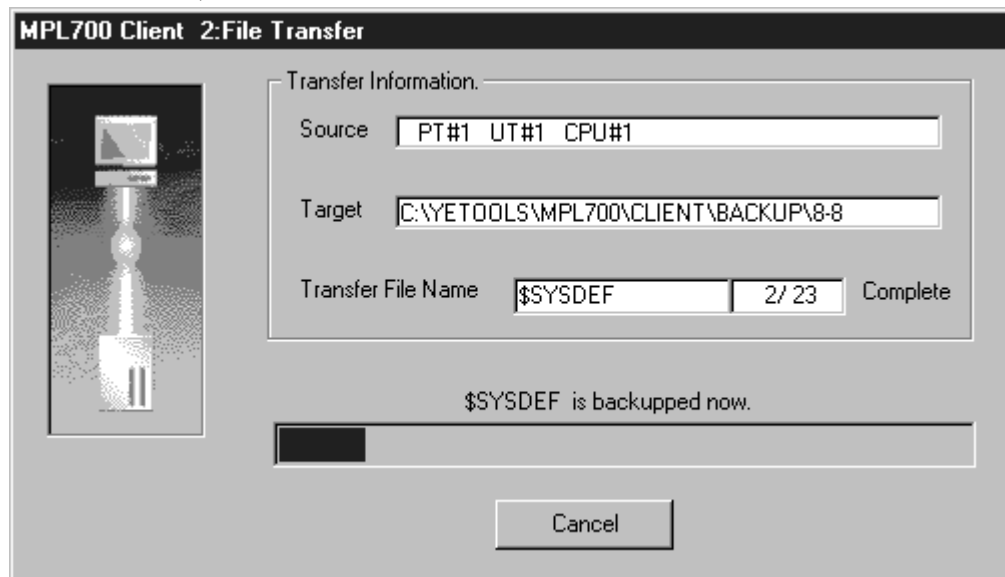 MPL700 Client 2:File Transfer
Transfer Information.
Source PT#1 UT#1 CPU#1
Target C:\YETOOLS\MPL700\CLIENT\BACKUP\8-8
Transfer File Name $SYSDEF 2/ 23 Complete
$SYSDEF is backupped now.
Cancel